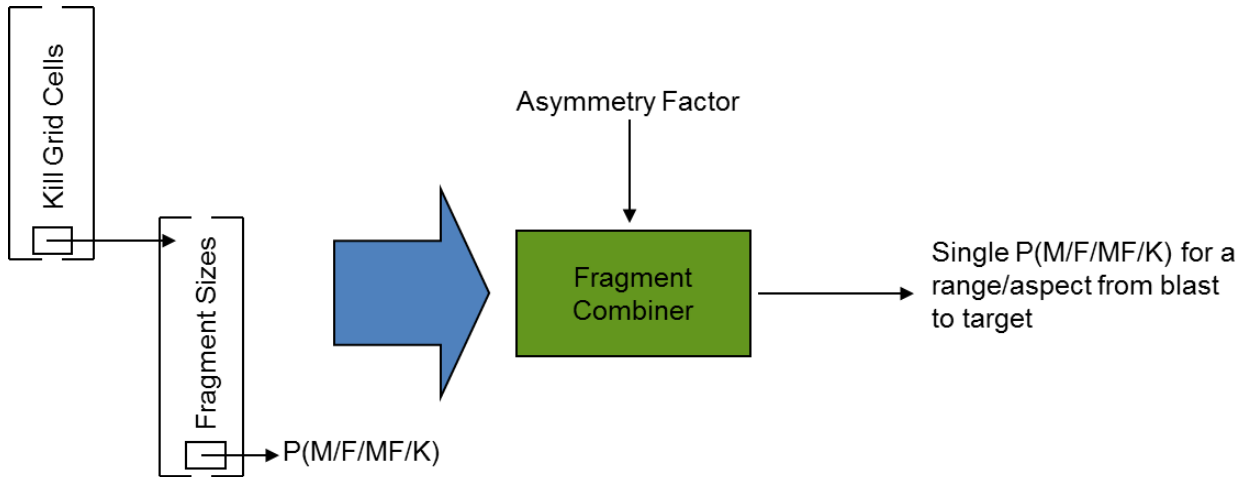 Kill Grid Cells
Fragment Sizes
P(M/F/MF/K)
Asymmetry Factor
Fragment
Combiner
Single P(M/F/MF/K) for a
range/aspect from blast
to target